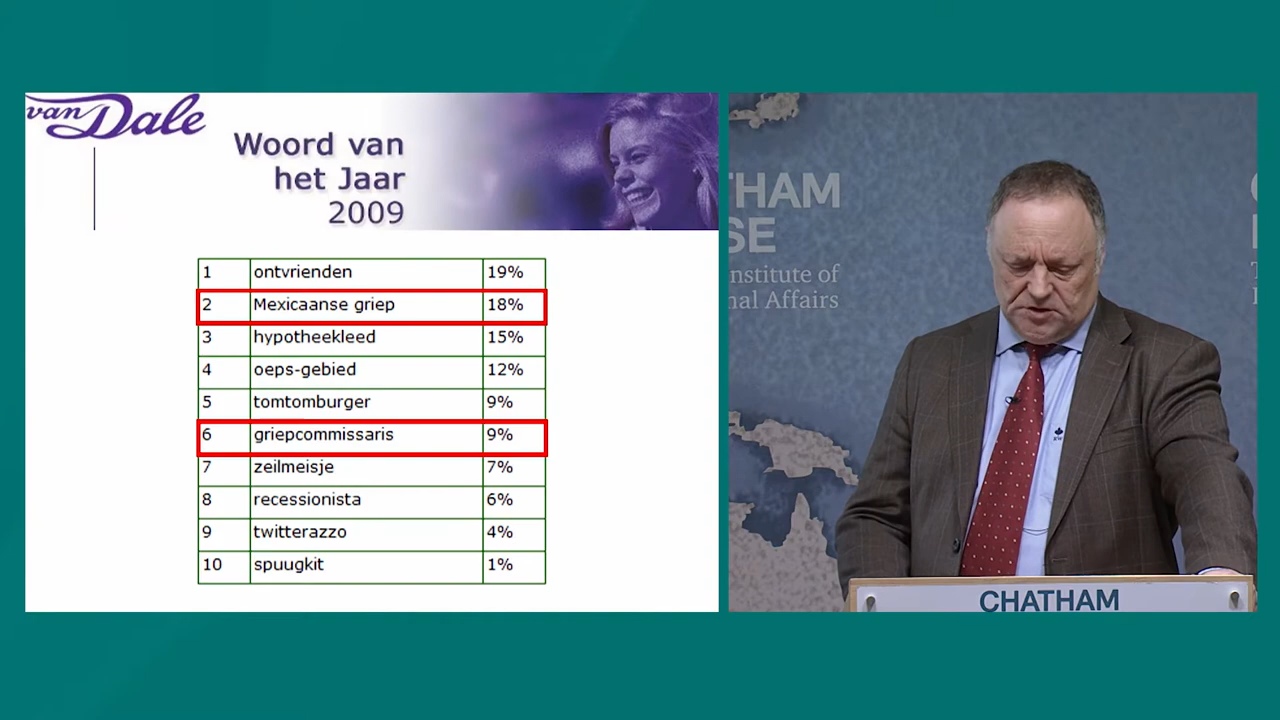 van Dale
Woord van
het Jaar
2009
1 ontvrienden 19%
2 Mexicaanse griep 18%
3 hypotheekleed 15%
4 oeps-gebied 12%
5 tomtomburger 9%
6 griepcommissaris 9%
7 zeilmeisje 7%
8 recessionista 6%
9 twitterazzo 4%
10 spuugkit 1%
THAM
SE
nstitute of
nal Affairs
CHATHAM